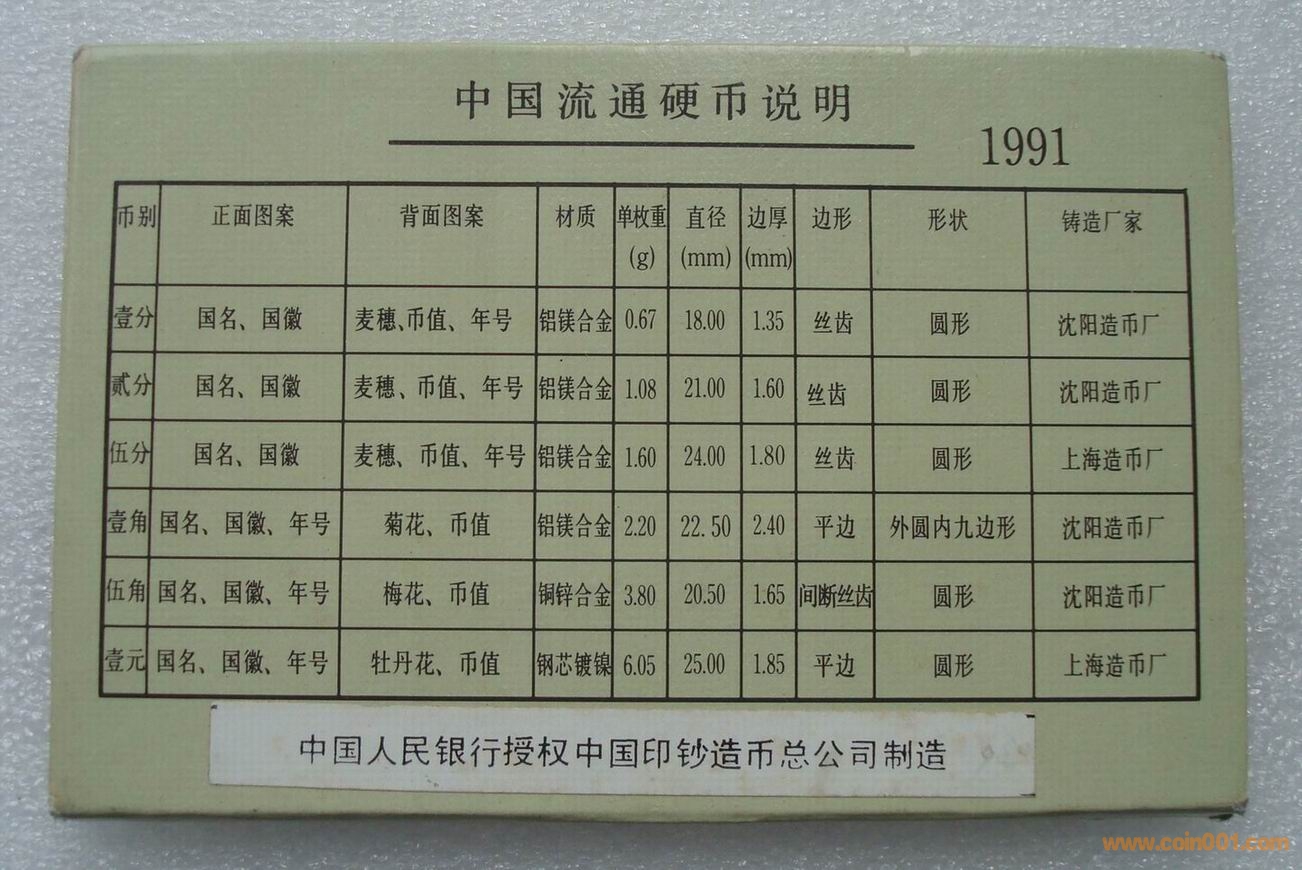 中国流通硬币说明
1991
币别 正面图案 背面图案 材质 单枚重(g) 直径(mm) 边厚(mm) 边形 形状 铸造厂家
壹分 国名、国徽 麦穗、币值、年号 铝镁合金 0.67 18.00 1.35 丝齿 圆形 沈阳造币厂
贰分 国名、国徽 麦穗、币值、年号 铝镁合金 1.08 21.00 1.60 丝齿 圆形 沈阳造币厂
伍分 国名、国徽 麦穗、币值、年号 铝镁合金 1.60 24.00 1.80 丝齿 圆形 上海造币厂
壹角 国名、国徽、年号 菊花、币值 铝镁合金 2.20 22.50 2.40 平边 外圆内九边形 沈阳造币厂
伍角 国名、国徽、年号 梅花、币值 铜锌合金 3.80 20.50 1.65 间断丝齿 圆形 沈阳造币厂
壹元 国名、国徽、年号 牡丹花、币值 钢芯镀镍 6.05 25.00 1.85 平边 圆形 上海造币厂
中国人民银行授权中国印钞造币总公司制造
www.coin001.com